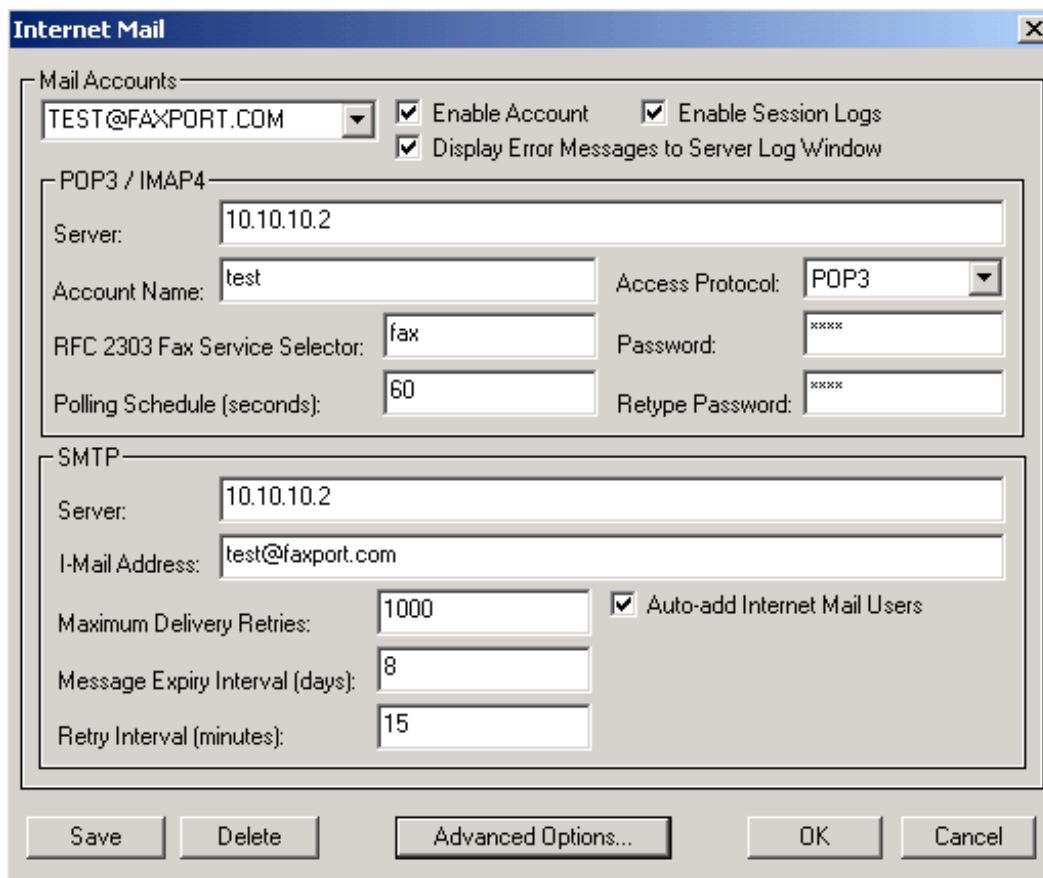 Internet Mail
Mail Accounts
TEST@FAXPORT.COM Enable Account Enable Session Logs
Display Error Messages to Server Log Window
POP3 / IMAP4
Server: 10.10.10.2
Account Name: test Access Protocol: POP3
RFC 2303 Fax Service Selector: fax Password: ****
Polling Schedule (seconds): 60 Retype Password: ****
SMTP
Server: 10.10.10.2
I-Mail Address: test@faxport.com
Maximum Delivery Retries: 1000 Auto-add Internet Mail Users
Message Expiry Interval (days): 8
Retry Interval (minutes): 15
Save Delete Advanced Options... OK Cancel